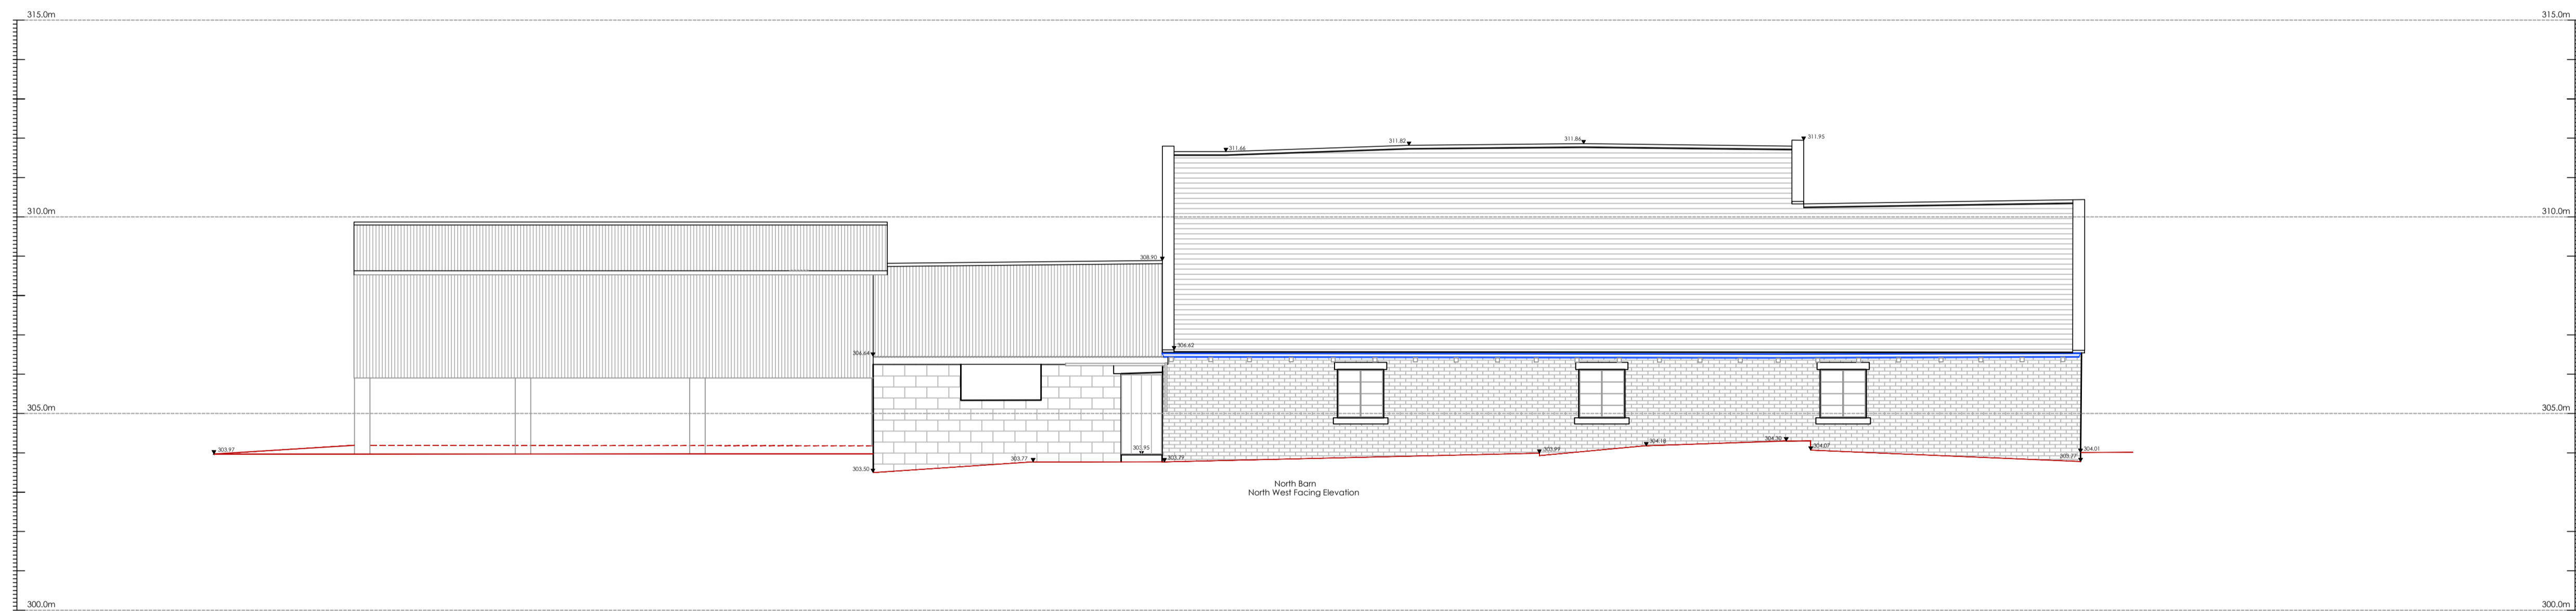 315.0m
315.0m
311.95
311.86
311.82
311.66
310.0m
310.0m
308.90
306.62
306.64
305.0m
305.0m
304.30
304.18
304.07
304.01
303.99
303.97
303.95
303.79
303.77
303.77
303.50
North Barn
North West Facing Elevation
300.0m
300.0m